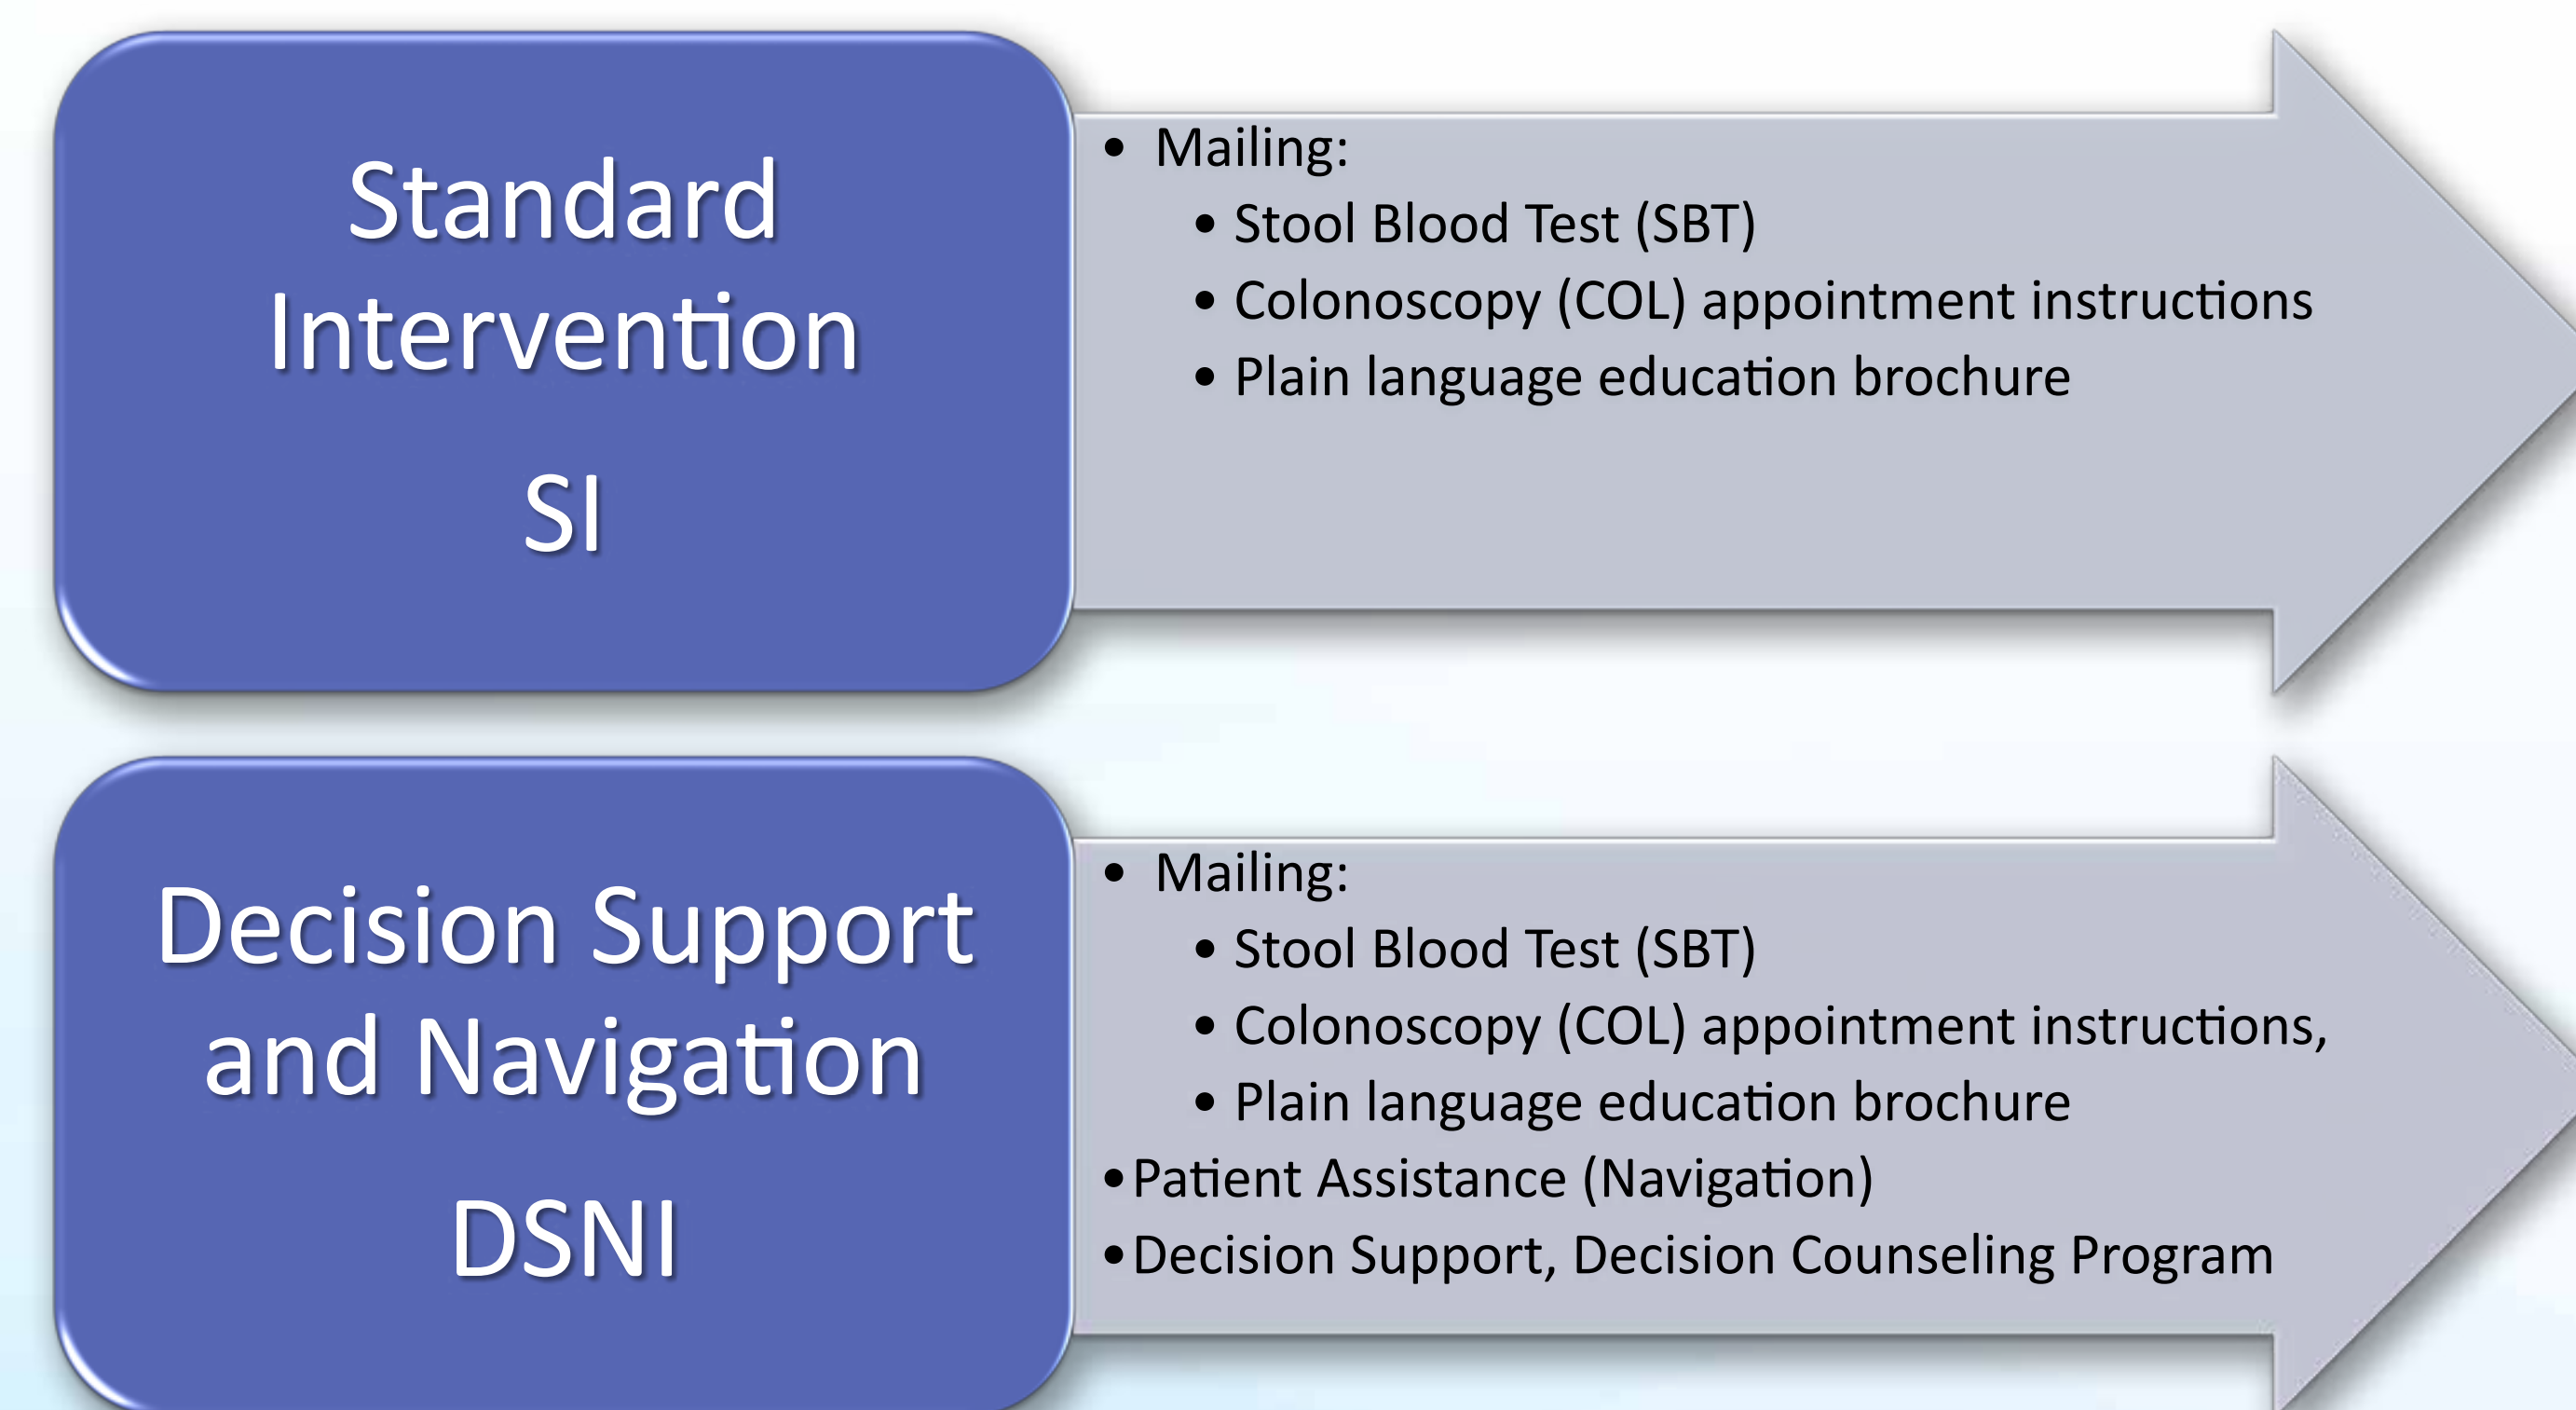 Standard
Intervention
SI
• Mailing:
• Stool Blood Test (SBT)
• Colonoscopy (COL) appointment instructions
• Plain language education brochure
Decision Support
and Navigation
DSNI
• Mailing:
• Stool Blood Test (SBT)
• Colonoscopy (COL) appointment instructions,
• Plain language education brochure
•Patient Assistance (Navigation)
•Decision Support, Decision Counseling Program